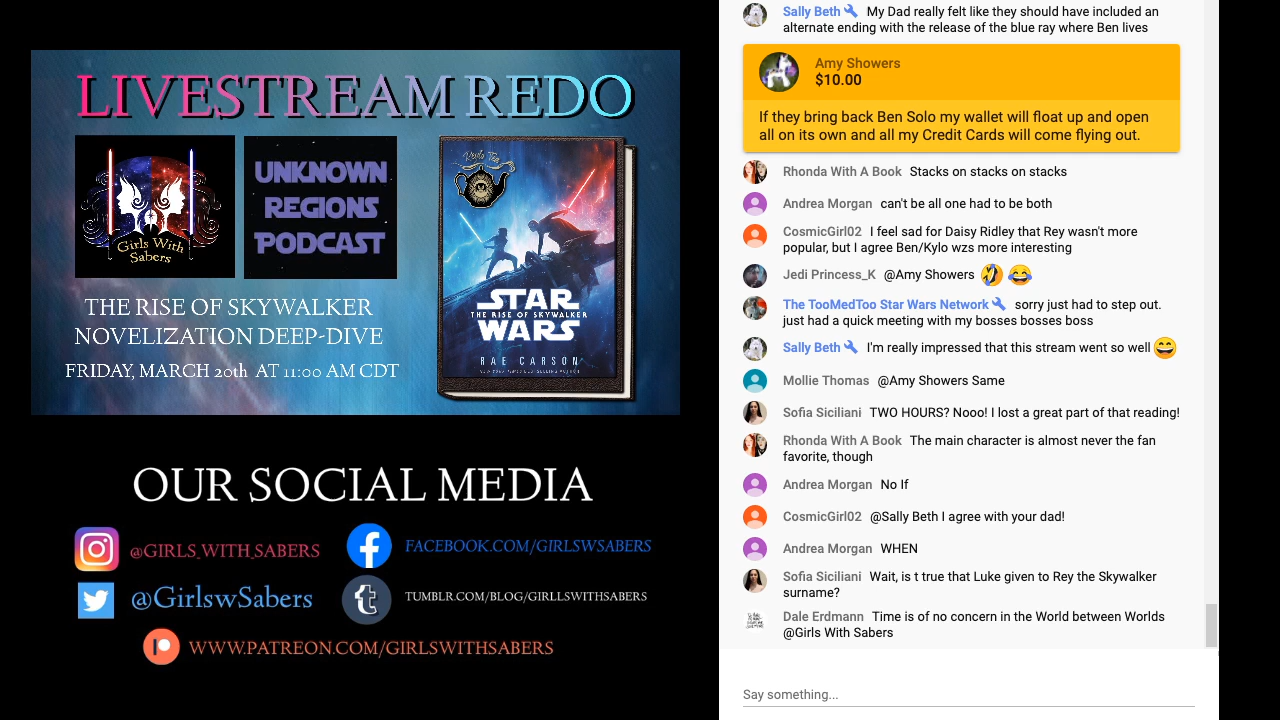 LIVESTREAM REDO
Girls With
Sabers
UNKNOWN
REGIONS
PODCAST
THE RISE OF SKYWALKER
NOVELIZATION DEEP-DIVE
FRIDAY, MARCH 20th AT 11:00 AM CDT
STAR
THE RISE OF SKYWALKER
WARS
RAE CARSON
OUR SOCIAL MEDIA
@GIRLS_WITH_SABERS
FACEBOOK.COM/GIRLSWSABERS
@GirlswSabers
TUMBLR.COM/BLOG/GIRLLSWITHSABERS
WWW.PATREON.COM/GIRLSWITHSABERS
Sally Beth My Dad really felt like they should have included an
alternate ending with the release of the blue ray where Ben lives
Amy Showers
$10.00
If they bring back Ben Solo my wallet will float up and open
all on its own and all my Credit Cards will come flying out.
Rhonda With A Book Stacks on stacks on stacks
Andrea Morgan can't be all one had to be both
CosmicGirl02 I feel sad for Daisy Ridley that Rey wasn't more
popular, but I agree Ben/Kylo wzs more interesting
Jedi Princess_K @Amy Showers 🤣 😂
The TooMedToo Star Wars Network sorry just had to step out.
just had a quick meeting with my bosses bosses boss
Sally Beth I'm really impressed that this stream went so well 😄
Mollie Thomas @Amy Showers Same
Sofia Siciliani TWO HOURS? Nooo! I lost a great part of that reading!
Rhonda With A Book The main character is almost never the fan
favorite, though
Andrea Morgan No If
CosmicGirl02 @Sally Beth I agree with your dad!
Andrea Morgan WHEN
Sofia Siciliani Wait, is t true that Luke given to Rey the Skywalker
surname?
Dale Erdmann Time is of no concern in the World between Worlds
@Girls With Sabers
Say something...